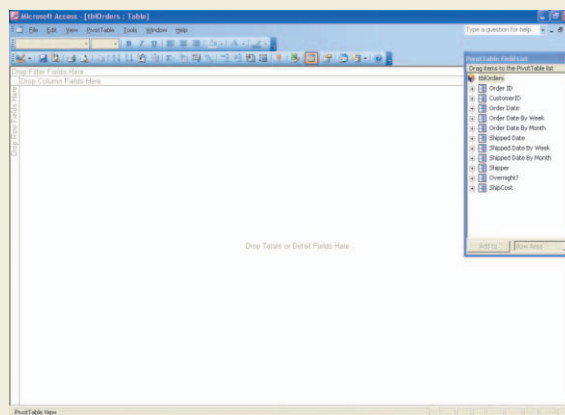 Microsoft Access - [tblOrders : Table]
File Edit View PivotTable Tools Window Help
Type a question for help
Drop Filter Fields Here
Drop Column Fields Here
Drop Row Fields Here
Drop Totals or Detail Fields Here
PivotTable Field List
Drag items to the PivotTable list
tblOrders
Order ID
CustomerID
Order Date
Order Date By Week
Order Date By Month
Shipped Date
Shipped Date By Week
Shipped Date By Month
Shipper
Overnight?
ShipCost
Add to Row Area
PivotTable View